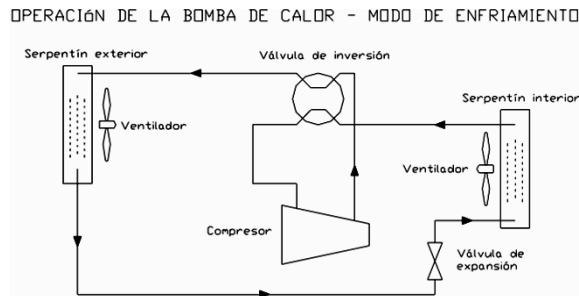 OPERACIóN DE LA BOMBA DE CALOR - MODO DE ENFRIAMIENTO
Serpentín exterior
Válvula de inversión
Serpentín interior
Ventilador
Ventilador
Compresor
Válvula de
expansión